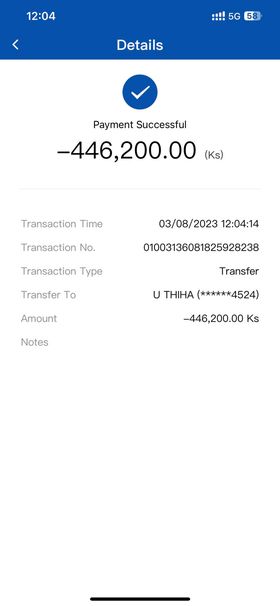 12:04
5G 56
Details
Payment Successful
–446,200.00 (Ks)
Transaction Time 03/08/2023 12:04:14
Transaction No. 01003136081825928238
Transaction Type Transfer
Transfer To U THIHA (******4524)
Amount –446,200.00 Ks
Notes